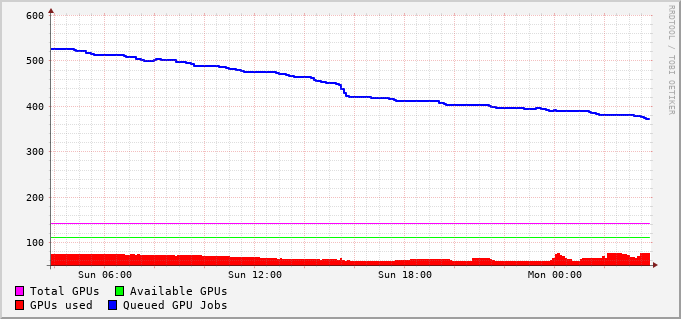 RRDTOOL / TOBI OETIKER
600
500
400
300
200
100
Sun 06:00 Sun 12:00 Sun 18:00 Mon 00:00
Total GPUs Available GPUs
GPUs used Queued GPU Jobs